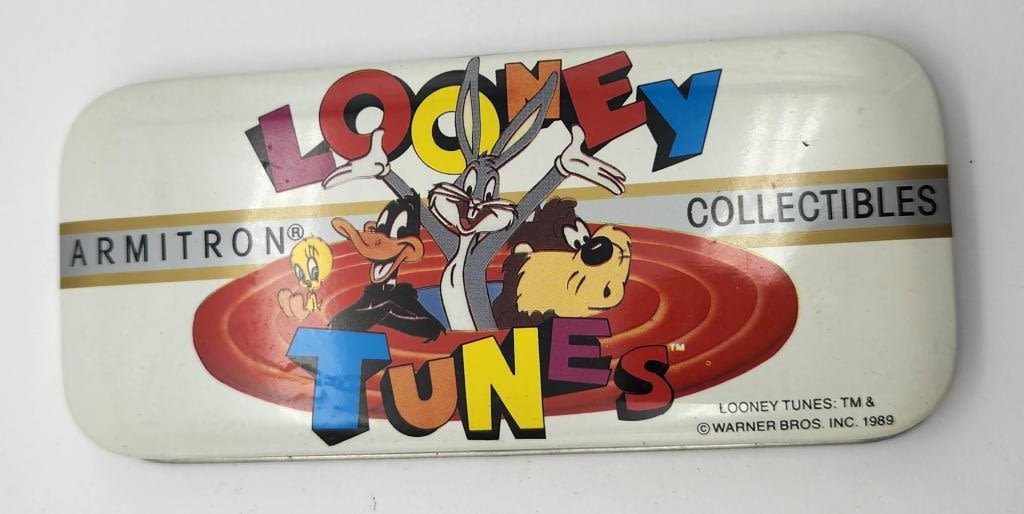 LOONEY
ARMITRON®
COLLECTIBLES
TUNES™
LOONEY TUNES: TM &
© WARNER BROS. INC. 1989